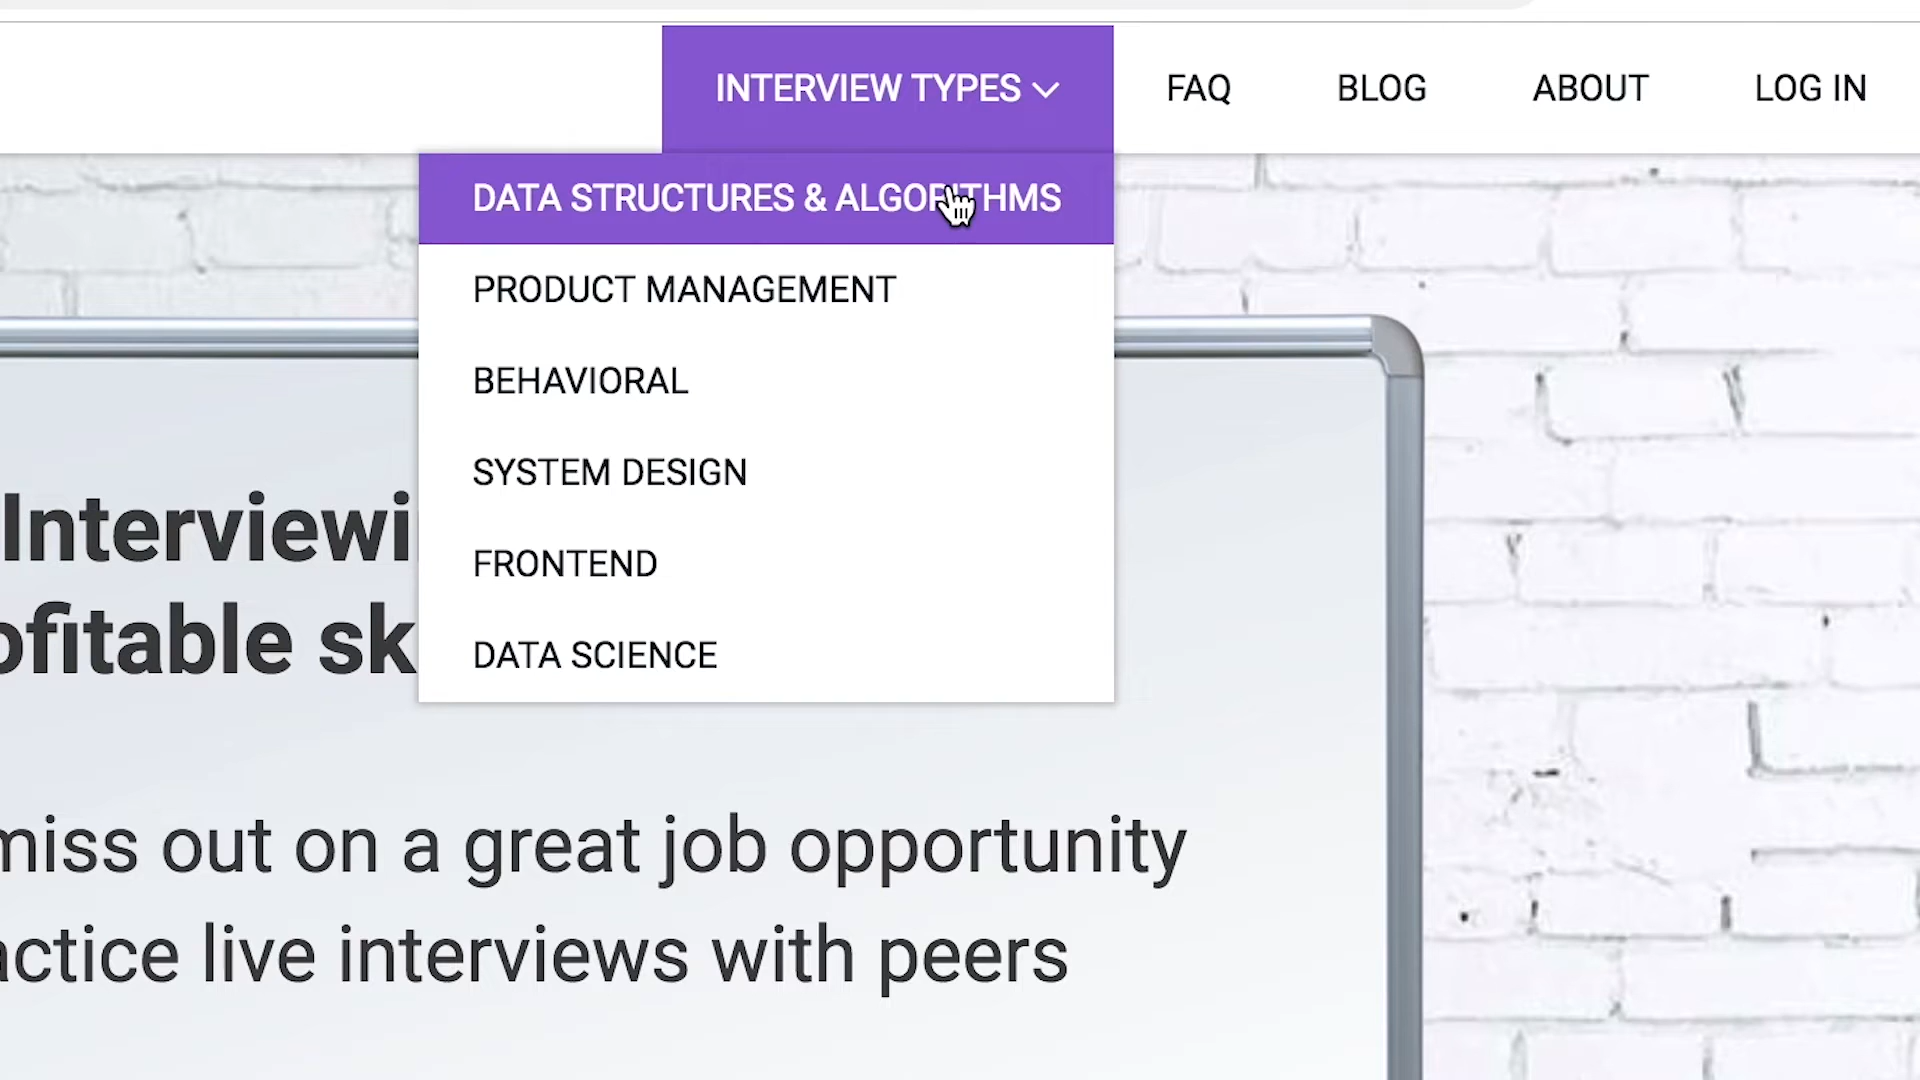 INTERVIEW TYPES FAQ BLOG ABOUT LOG IN
DATA STRUCTURES & ALGORITHMS
PRODUCT MANAGEMENT
BEHAVIORAL
SYSTEM DESIGN
FRONTEND
DATA SCIENCE
Interviewi
ofitable sk
miss out on a great job opportunity
actice live interviews with peers